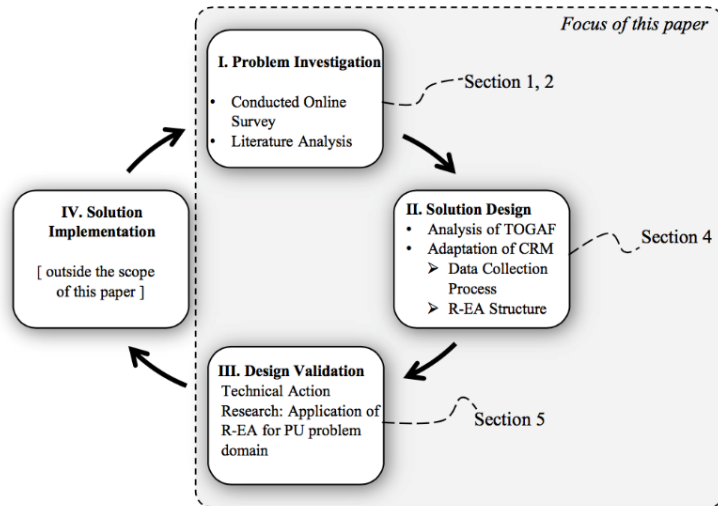 Focus of this paper
I. Problem Investigation
• Conducted Online
Survey
• Literature Analysis
Section 1, 2
IV. Solution
Implementation
[ outside the scope
of this paper ]
II. Solution Design
• Analysis of TOGAF
• Adaptation of CRM
➢ Data Collection
Process
➢ R-EA Structure
Section 4
III. Design Validation
Technical Action
Research: Application of
R-EA for PU problem
domain
Section 5